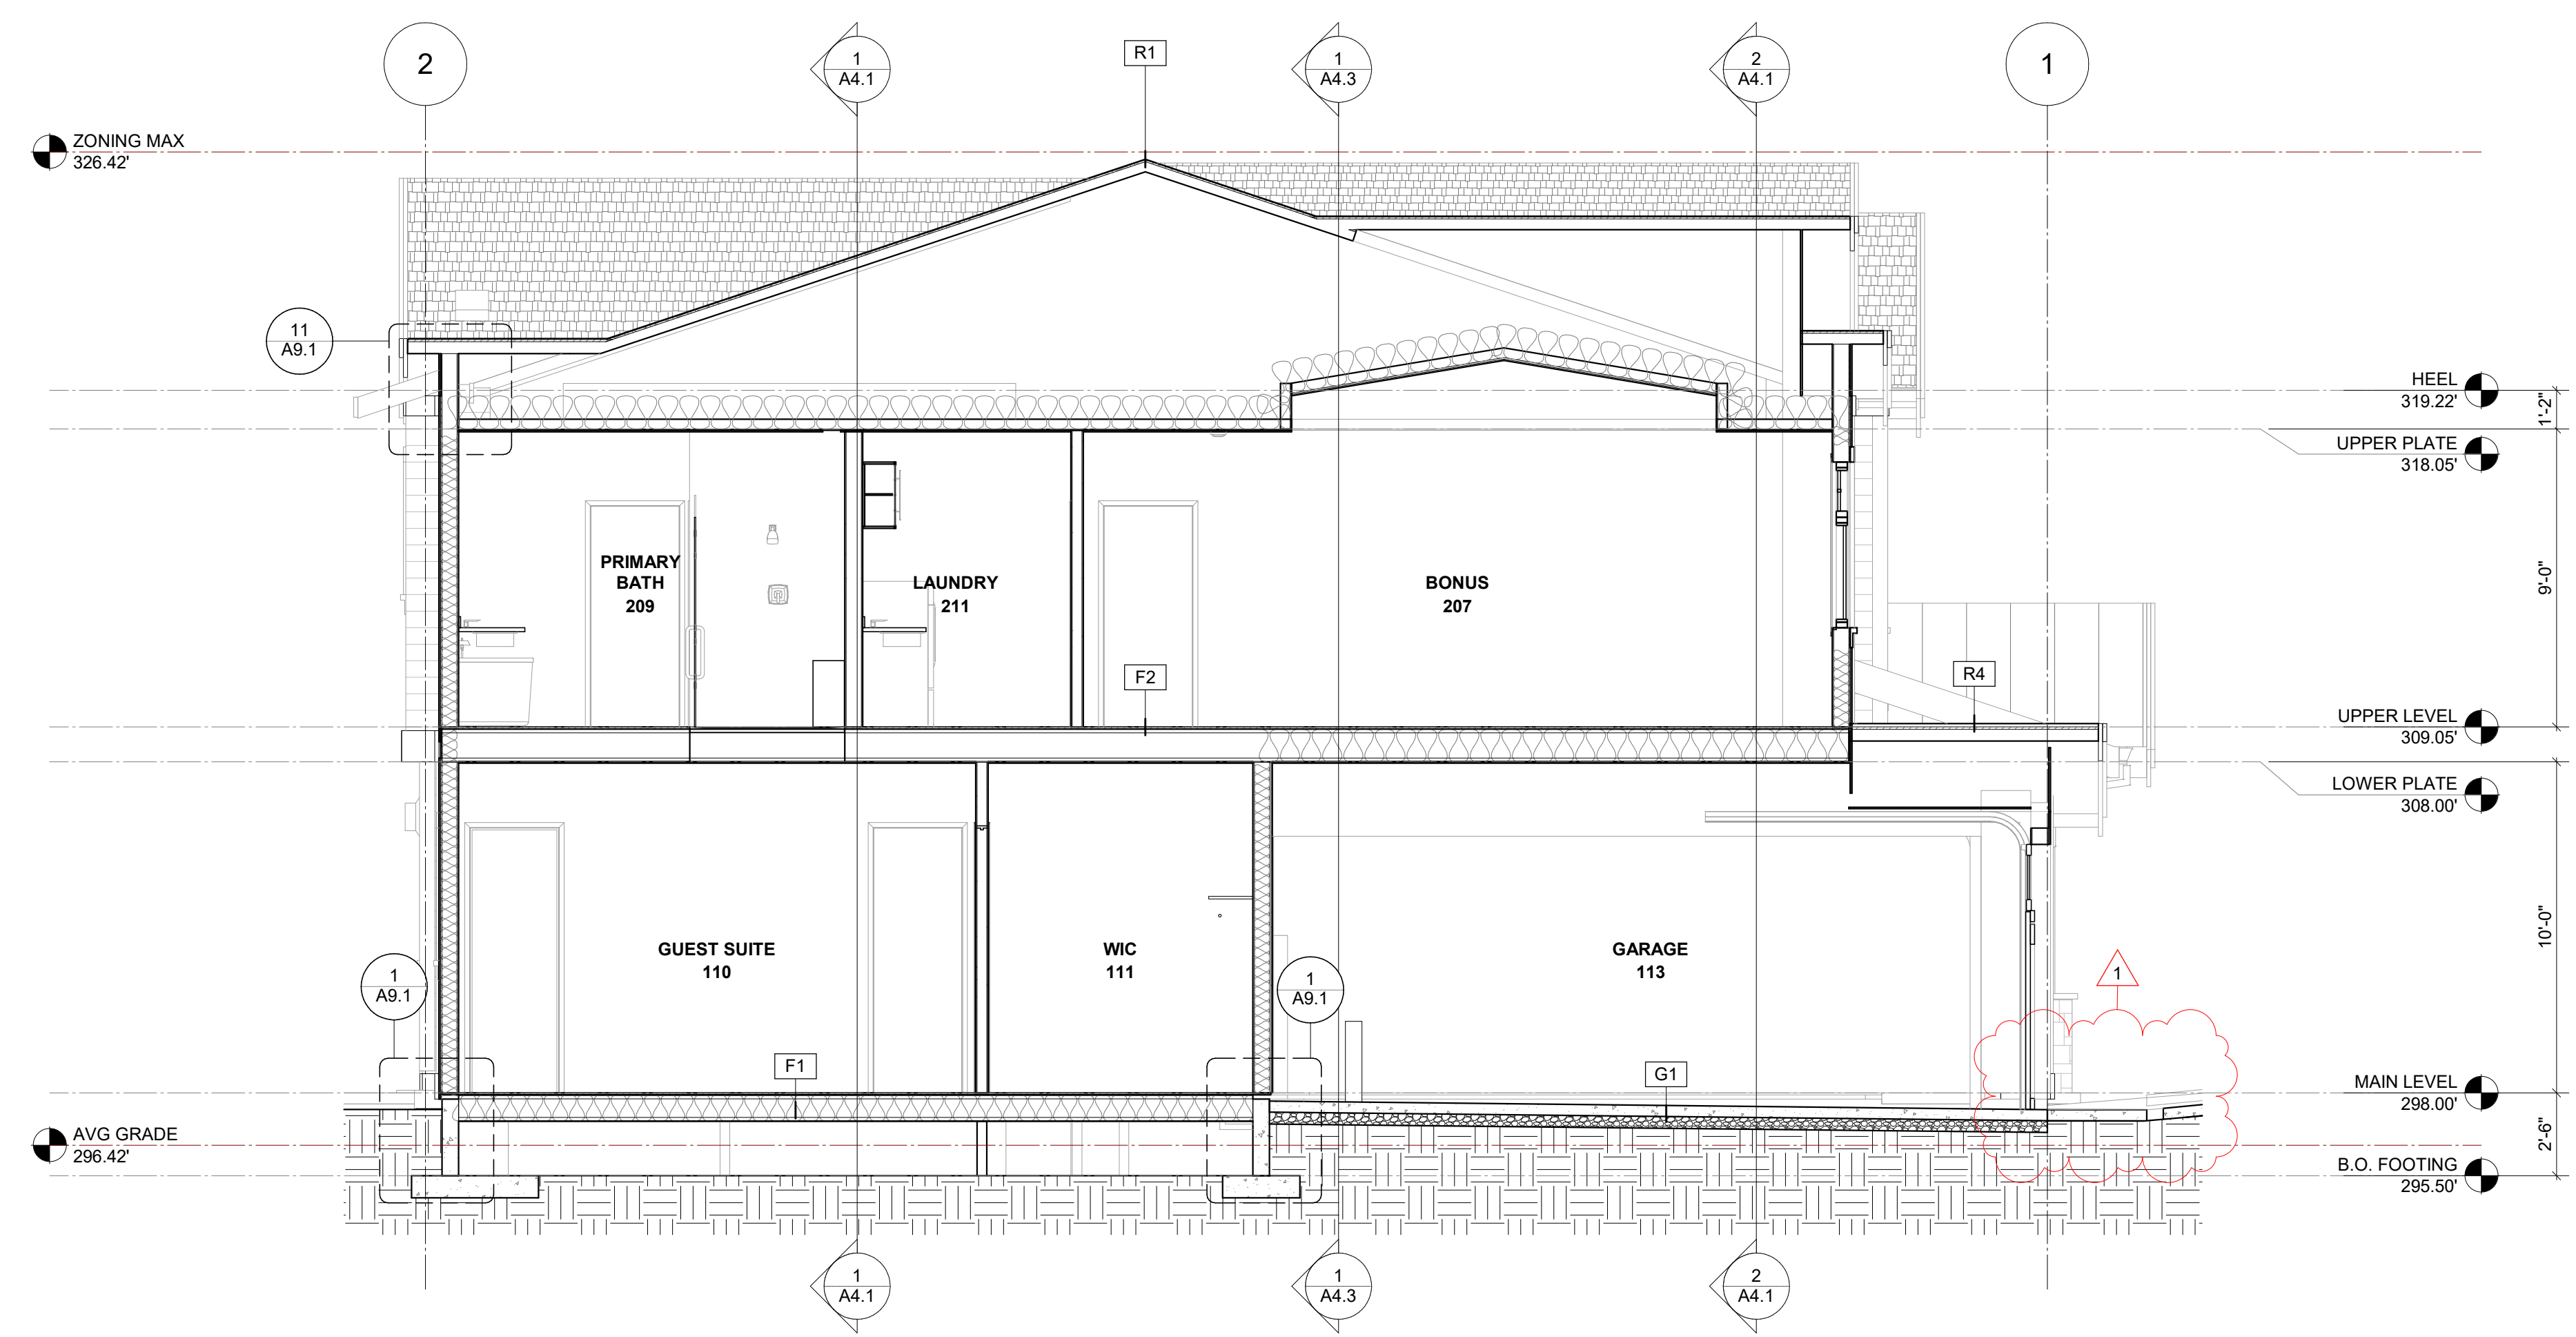 2
1
A4.1
R1
1
A4.3
2
A4.1
1
ZONING MAX
326.42'
11
A9.1
HEEL
319.22'
1'-2"
UPPER PLATE
318.05'
PRIMARY
BATH
209
LAUNDRY
211
BONUS
207
9'-0"
F2
R4
UPPER LEVEL
309.05'
LOWER PLATE
308.00'
GUEST SUITE
110
WIC
111
GARAGE
113
10'-0"
1
A9.1
1
A9.1
1
F1
G1
MAIN LEVEL
298.00'
AVG GRADE
296.42'
2'-6"
B.O. FOOTING
295.50'
1
A4.1
1
A4.3
2
A4.1